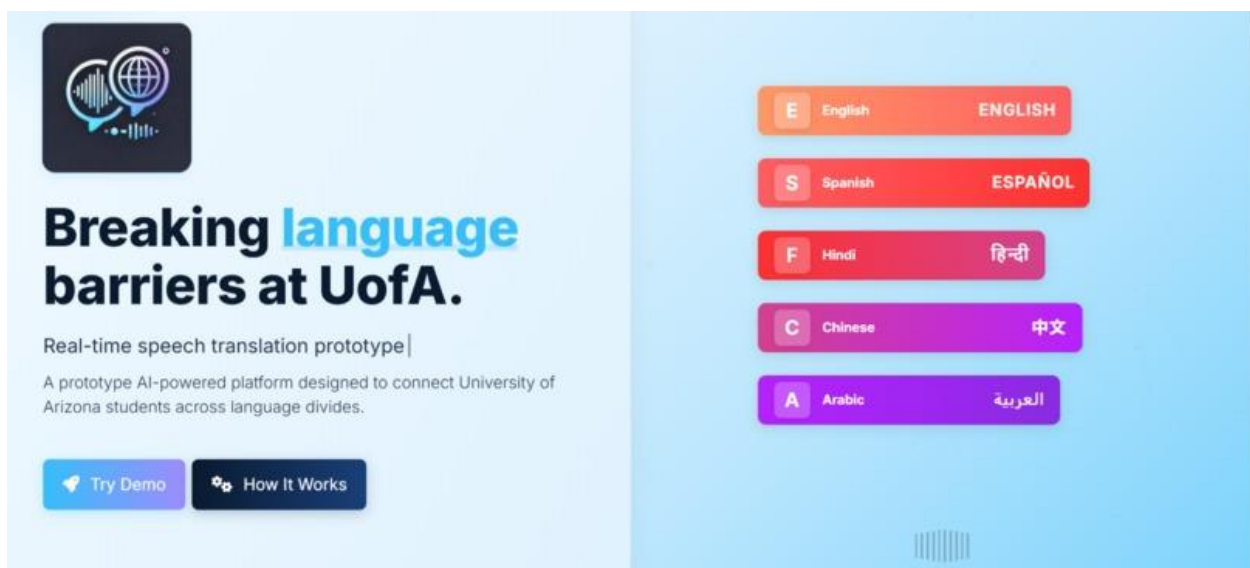 Breaking language
barriers at UofA.
Real-time speech translation prototype|
A prototype AI-powered platform designed to connect University of
Arizona students across language divides.
Try Demo
How It Works
E English ENGLISH
S Spanish ESPAÑOL
F Hindi हिन्दी
C Chinese 中文
A Arabic العربية